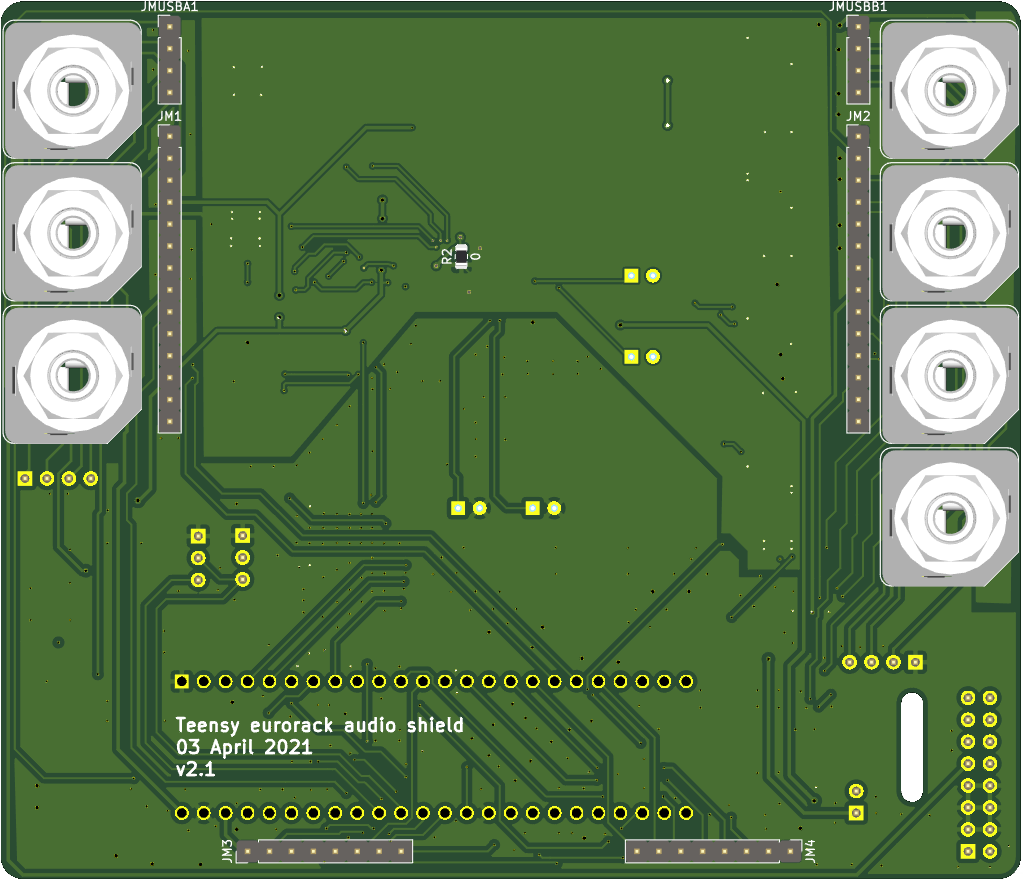 JMUSBA1
JMUSBB1
JM1
JM2
R2
0
Teensy eurorack audio shield
03 April 2021
v2.1
JM3
JM4